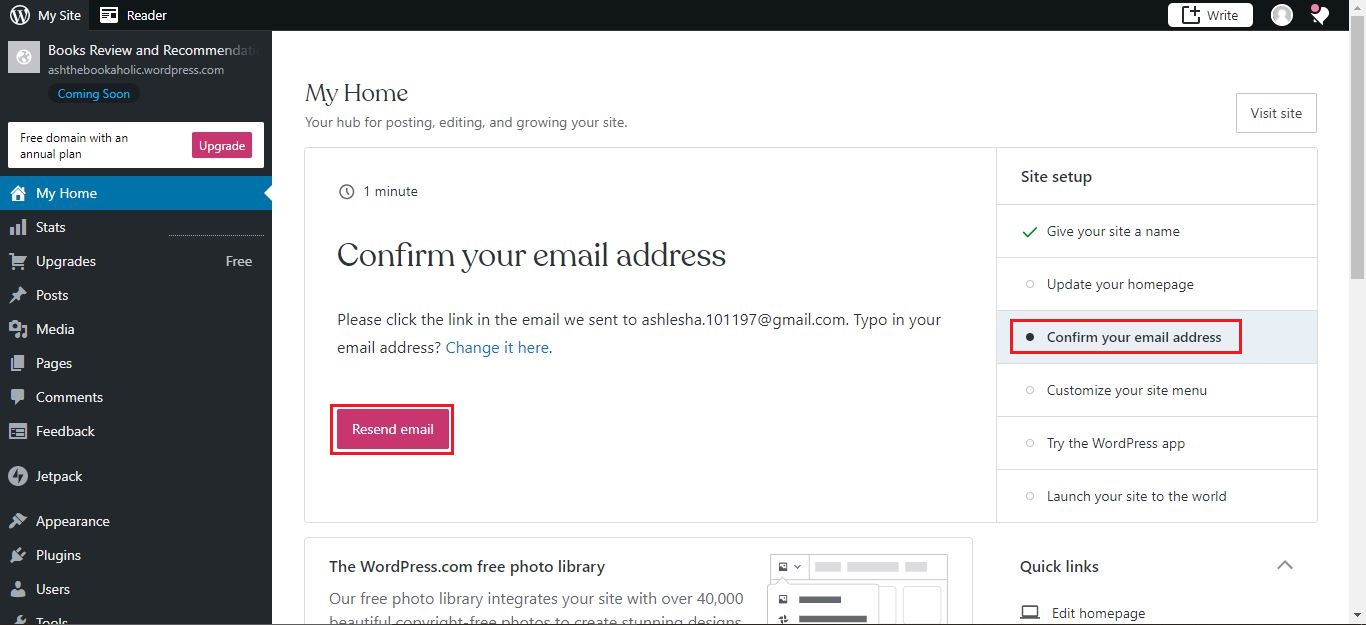 My Site
Reader
Write
Books Review and Recommendati
ashthebookaholic.wordpress.com
Coming Soon
Free domain with an
annual plan
Upgrade
My Home
Stats
Upgrades Free
Posts
Media
Pages
Comments
Feedback
Jetpack
Appearance
Plugins
Users
Tools
My Home
Your hub for posting, editing, and growing your site.
Visit site
1 minute
Confirm your email address
Please click the link in the email we sent to ashlesha.101197@gmail.com. Typo in your
email address? Change it here.
Resend email
Site setup
Give your site a name
Update your homepage
Confirm your email address
Customize your site menu
Try the WordPress app
Launch your site to the world
The WordPress.com free photo library
Our free photo library integrates your site with over 40,000
beautiful copyright-free photos to create stunning designs.
Quick links
Edit homepage